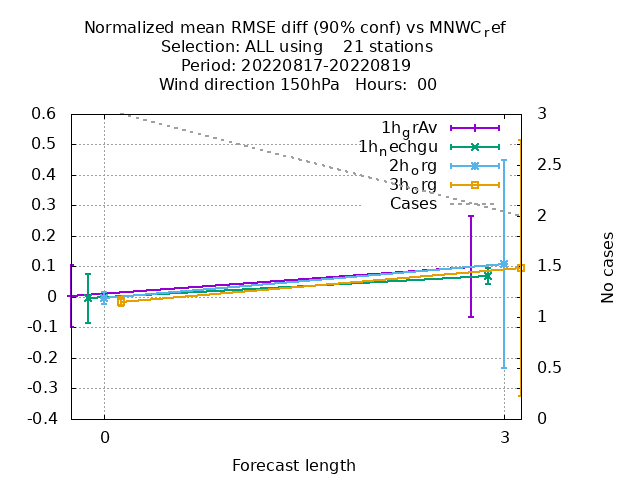 Normalized mean RMSE diff (90% conf) vs MNWC_ref
Selection: ALL using    21 stations
Period: 20220817-20220819
Wind direction 150hPa   Hours:  00
0.6
0.5
0.4
0.3
0.2
0.1
0
-0.1
-0.2
-0.3
-0.4
3
2.5
2
1.5
1
0.5
0
1h_grAv
1h_nechgu
2h_org
3h_org
Cases
No cases
0
3
Forecast length